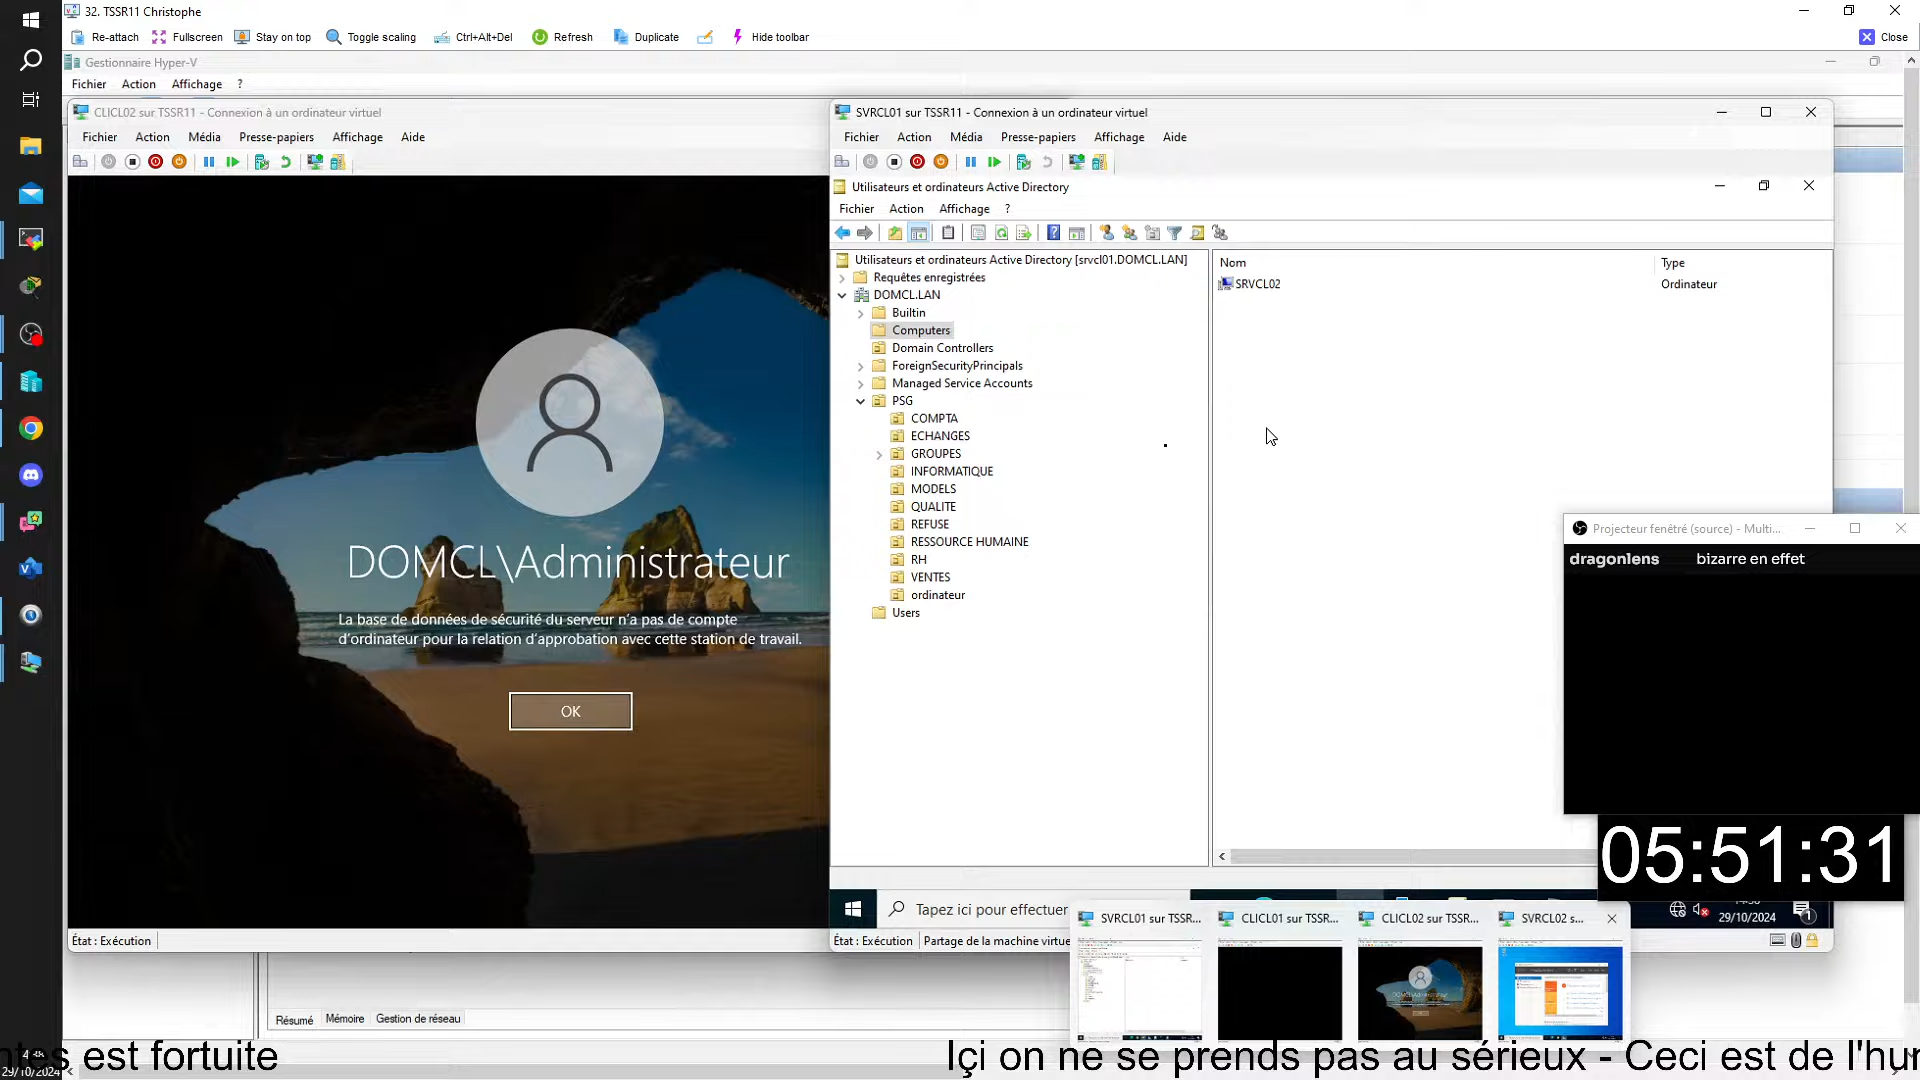 32. TSSR11 Christophe
Re-attach Fullscreen Stay on top Toggle scaling Ctrl+Alt+Del Refresh Duplicate Hide toolbar Close
Gestionnaire Hyper-V
Fichier Action Affichage ?
CLICL02 sur TSSR11 - Connexion à un ordinateur virtuel
Fichier Action Média Presse-papiers Affichage Aide
DOMCL\Administrateur
La base de données de sécurité du serveur n'a pas de compte
d'ordinateur pour la relation d'approbation avec cette station de travail.
OK
État : Exécution
SVRCL01 sur TSSR11 - Connexion à un ordinateur virtuel
Fichier Action Média Presse-papiers Affichage Aide
Utilisateurs et ordinateurs Active Directory
Fichier Action Affichage ?
Utilisateurs et ordinateurs Active Directory [srvcl01.DOMCL.LAN]
Requêtes enregistrées
DOMCL.LAN
Builtin
Computers
Domain Controllers
ForeignSecurityPrincipals
Managed Service Accounts
PSG
COMPTA
ECHANGES
GROUPES
INFORMATIQUE
MODELS
QUALITE
REFUSE
RESSOURCE HUMAINE
RH
VENTES
ordinateur
Users
Nom Type
SRVCL02 Ordinateur
Projecteur fenêtré (source) - Multi...
dragonlens bizarre en effet
05:51:31
Tapez ici pour effectuer
29/10/2024
1
État : Exécution Partage de la machine virtue
SVRCL01 sur TSSR... CLICL01 sur TSSR... CLICL02 sur TSSR... SVRCL02 s...
Résumé Mémoire Gestion de réseau
est fortuite Içi on ne se prends pas au sérieux - Ceci est de l'hu
29/10/2024